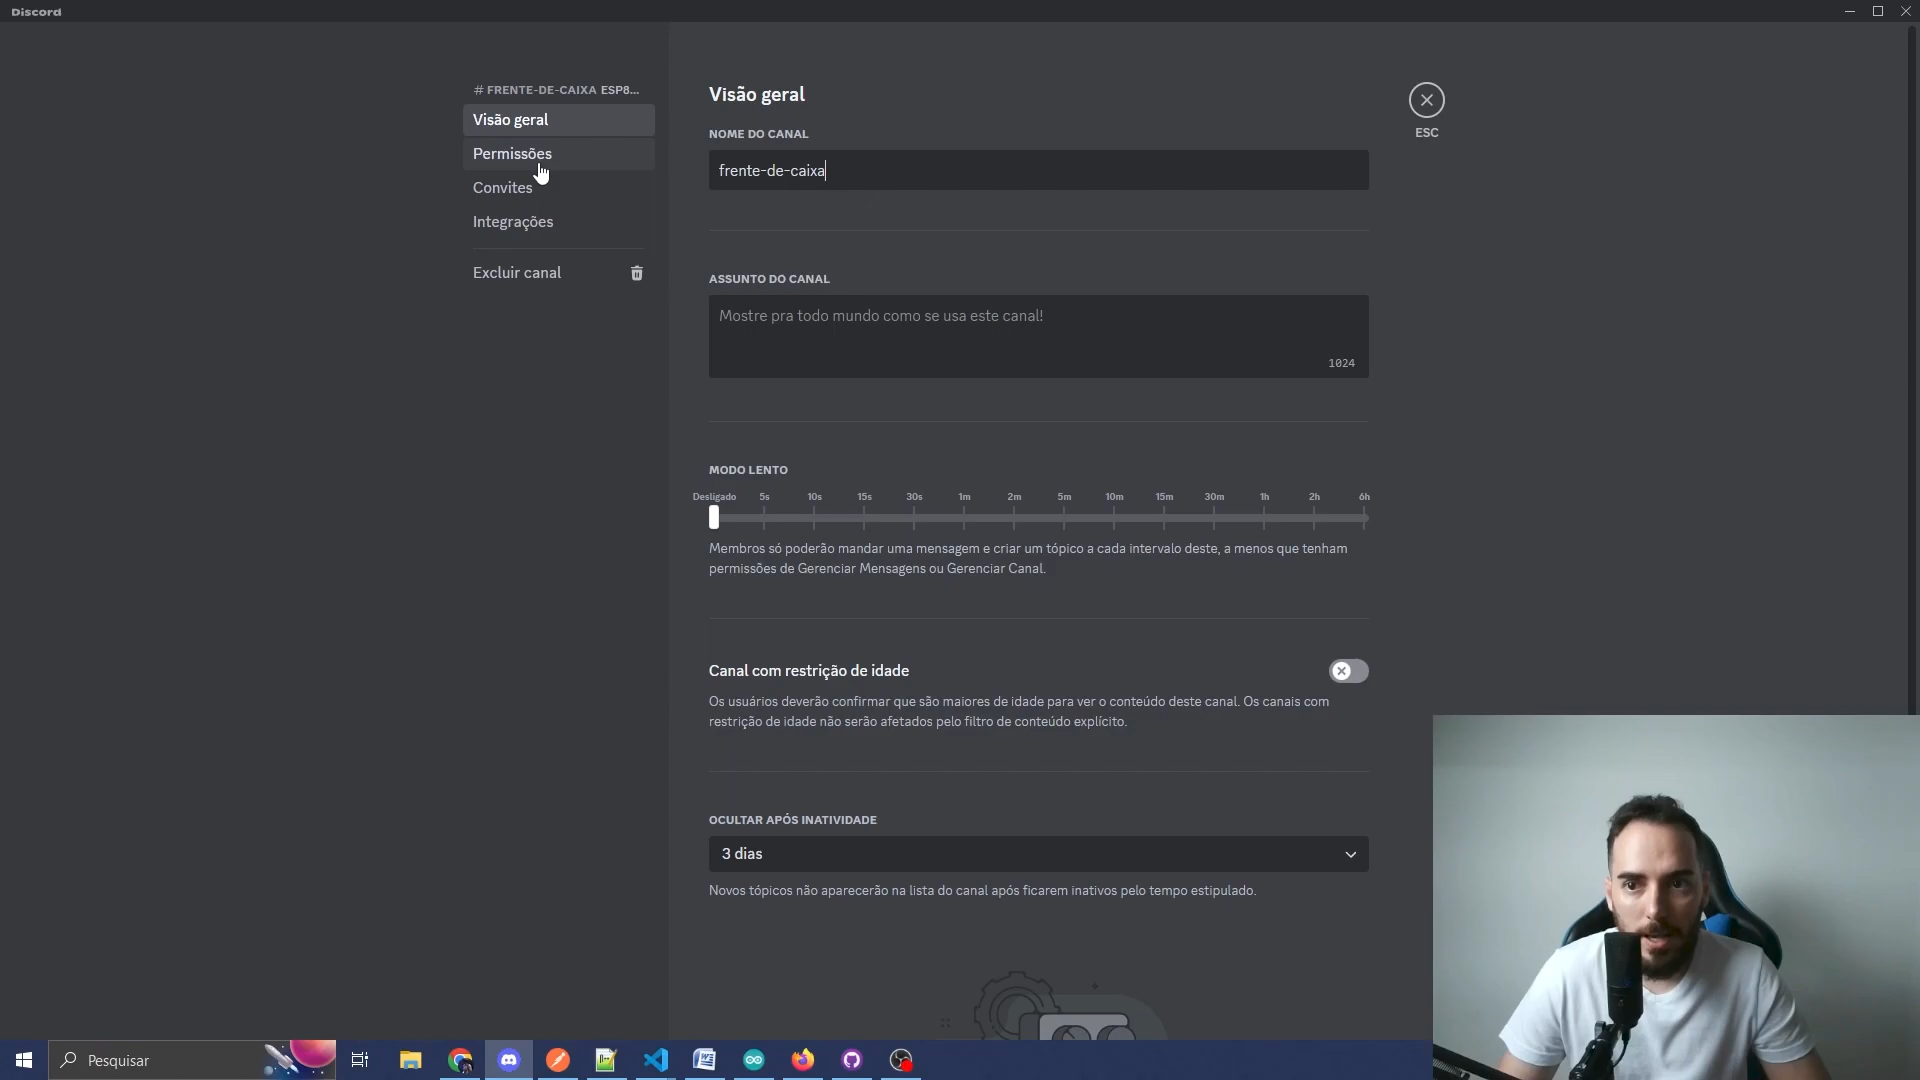 Discord
# FRENTE-DE-CAIXA ESP8...
Visão geral
Permissões
Convites
Integrações
Excluir canal
Visão geral
ESC
NOME DO CANAL
frente-de-caixa
ASSUNTO DO CANAL
Mostre pra todo mundo como se usa este canal!
1024
MODO LENTO
Desligado 5s 10s 15s 30s 1m 2m 5m 10m 15m 30m 1h 2h 6h
Membros só poderão mandar uma mensagem e criar um tópico a cada intervalo deste, a menos que tenham
permissões de Gerenciar Mensagens ou Gerenciar Canal.
Canal com restrição de idade
Os usuários deverão confirmar que são maiores de idade para ver o conteúdo deste canal. Os canais com
restrição de idade não serão afetados pelo filtro de conteúdo explícito.
OCULTAR APÓS INATIVIDADE
3 dias
Novos tópicos não aparecerão na lista do canal após ficarem inativos pelo tempo estipulado.
Pesquisar